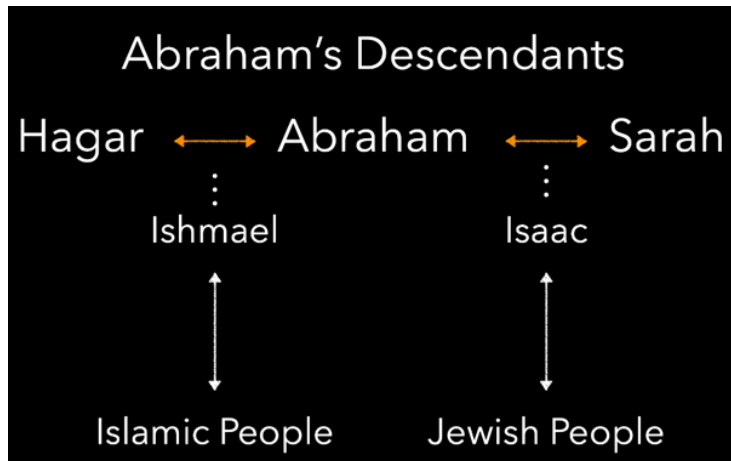 Abraham’s Descendants
Hagar Abraham Sarah
Ishmael Isaac
Islamic People Jewish People